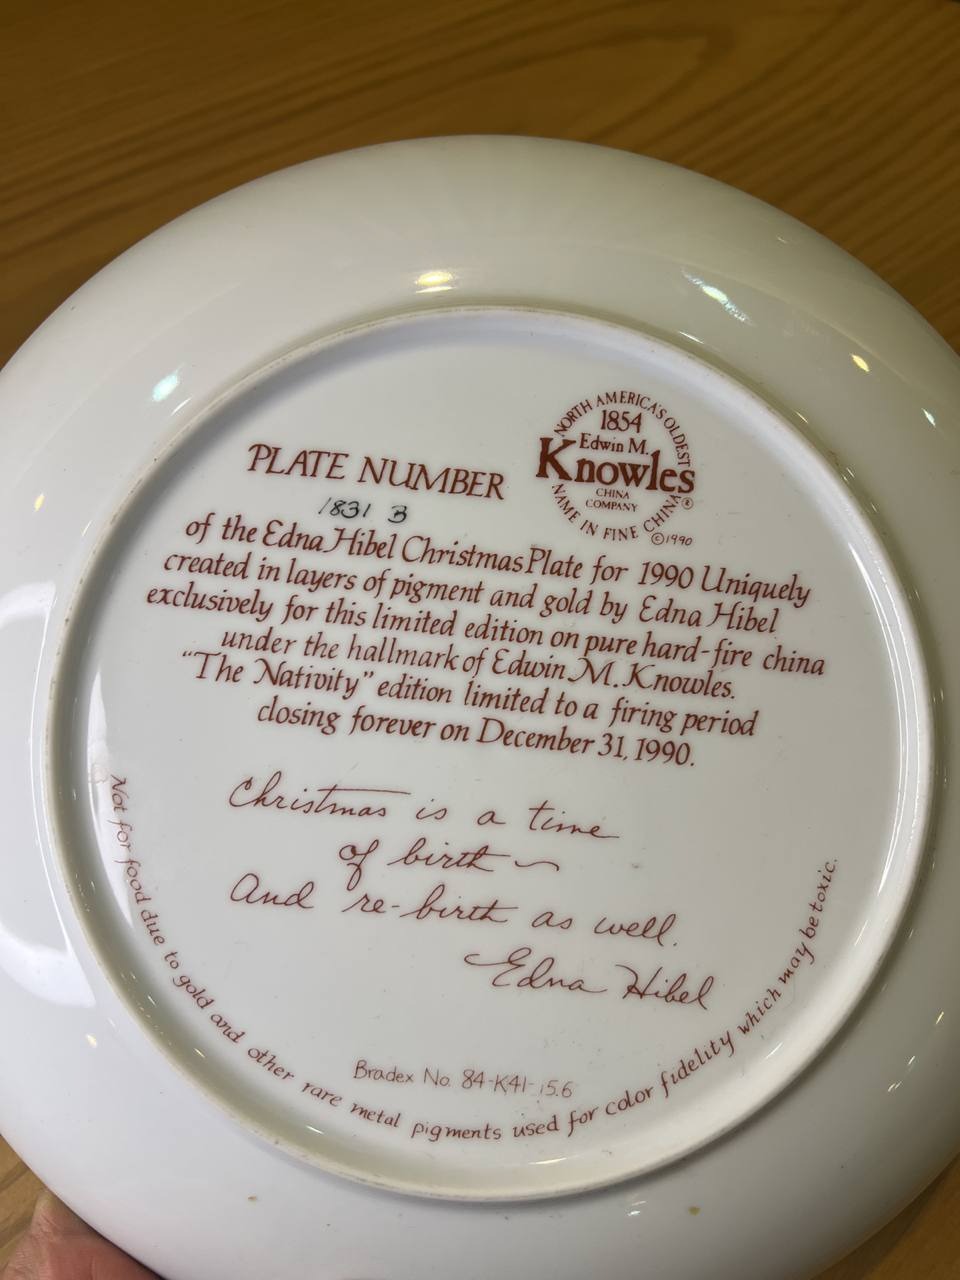 NORTH AMERICA'S OLDEST
1854
Edwin M.
Knowles®
CHINA
COMPANY
NAME IN FINE CHINA
©1990
PLATE NUMBER
1831 B
of the Edna Hibel Christmas Plate for 1990 Uniquely
created in layers of pigment and gold by Edna Hibel
exclusively for this limited edition on pure hard-fire china
under the hallmark of Edwin M. Knowles.
"The Nativity" edition limited to a firing period
closing forever on December 31, 1990.
Christmas is a time
of birth ~
And re-birth as well.
Edna Hibel
Bradex No. 84-K41-15.6
Not for food due to gold and other rare metal pigments used for color fidelity which may be toxic.